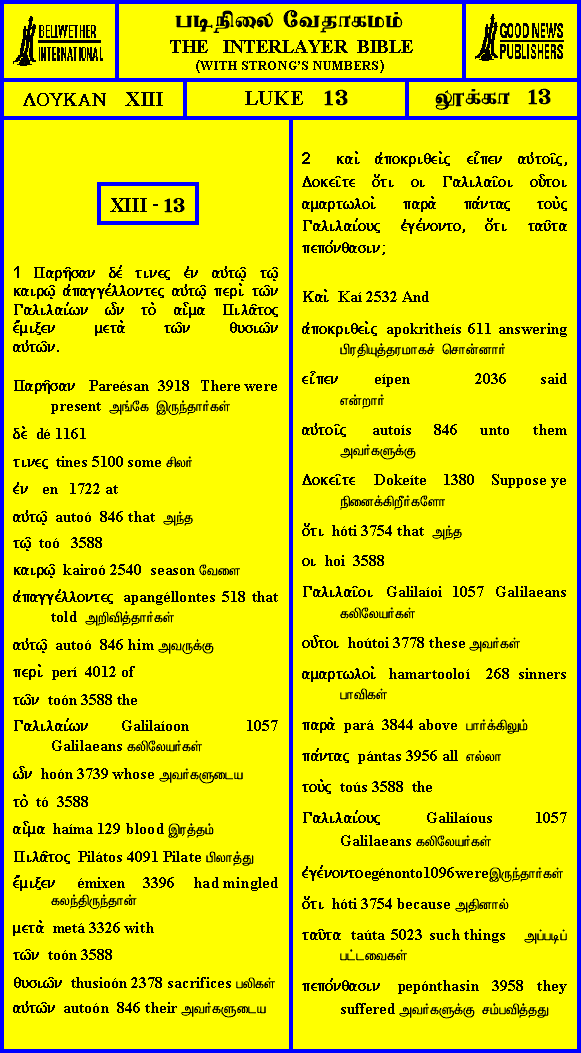 BELLWETHER
INTERNATIONAL
படிநிலை வேதாகமம்
THE INTERLAYER BIBLE
(WITH STRONG'S NUMBERS)
GOOD NEWS
PUBLISHERS
ΛΟΥΚΑΝ XIII
LUKE 13
லூக்கா 13
XIII - 13
1 Παρῆσαν δέ τινες ἐν αὐτῷ τῷ
καιρῷ ἀπαγγέλλοντες αὐτῷ περὶ τῶν
Γαλιλαίων ὧν τὸ αἷμα Πιλᾶτος
ἔμιξεν μετὰ τῶν θυσιῶν
αὐτῶν.
Παρῆσαν Pareésan 3918 There were
present அங்கே இருந்தார்கள்
δὲ dé 1161
τινες tines 5100 some சிலர்
ἐν en 1722 at
αὐτῷ autoó 846 that அந்த
τῷ toó 3588
καιρῷ kairoó 2540 season வேளை
ἀπαγγέλλοντες apangéllontes 518 that
told அறிவித்தார்கள்
αὐτῷ autoó 846 him அவருக்கு
περὶ perí 4012 of
τῶν toón 3588 the
Γαλιλαίων Galilaíoon 1057
Galilaeans கலிலேயர்கள்
ὧν hoón 3739 whose அவர்களுடைய
τὸ tó 3588
αἷμα haíma 129 blood இரத்தம்
Πιλᾶτος Pilátos 4091 Pilate பிலாத்து
ἔμιξεν émixen 3396 had mingled
கலந்திருந்தான்
μετὰ metá 3326 with
τῶν toón 3588
θυσιῶν thusioón 2378 sacrifices பலிகள்
αὐτῶν autoón 846 their அவர்களுடைய
2 καὶ ἀποκριθεὶς εἶπεν αὐτοῖς,
Δοκεῖτε ὅτι οι Γαλιλαῖοι οὗτοι
αμαρτωλοὶ παρὰ πάντας τοὺς
Γαλιλαίους ἐγένοντο, ὅτι ταῦτα
πεπόνθασιν;
Καὶ Kaí 2532 And
ἀποκριθεὶς apokritheís 611 answering
பிரதியுத்தரமாகச் சொன்னார்
εἶπεν eípen 2036 said
என்றார்
αὐτοῖς autoís 846 unto them
அவர்களுக்கு
Δοκεῖτε Dokeíte 1380 Suppose ye
நினைக்கிறீர்களோ
ὅτι hóti 3754 that அந்த
οι hoi 3588
Γαλιλαῖοι Galilaíoi 1057 Galilaeans
கலிலேயர்கள்
οὗτοι hoútoi 3778 these அவர்கள்
αμαρτωλοὶ hamartooloí 268 sinners
பாவிகள்
παρὰ pará 3844 above பார்க்கிலும்
πάντας pántas 3956 all எல்லா
τοὺς toús 3588 the
Γαλιλαίους Galilaíous 1057
Galilaeans கலிலேயர்கள்
ἐγένοντο egénonto 1096 were இருந்தார்கள்
ὅτι hóti 3754 because அதினால்
ταῦτα taúta 5023 such things அப்படிப்
பட்டவைகள்
πεπόνθασιν pepónthasin 3958 they
suffered அவர்களுக்கு சம்பவித்தது